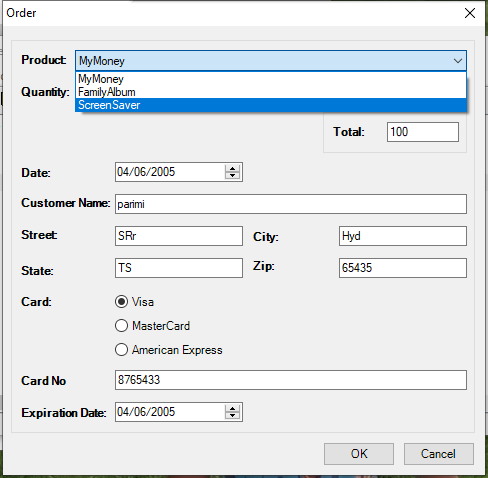 Order
Product: MyMoney
MyMoney
Quantity: FamilyAlbum
ScreenSaver
Total: 100
Date: 04/06/2005
Customer Name: parimi
Street: SRr City: Hyd
State: TS Zip: 65435
Card: Visa
MasterCard
American Express
Card No 8765433
Expiration Date: 04/06/2005
OK Cancel